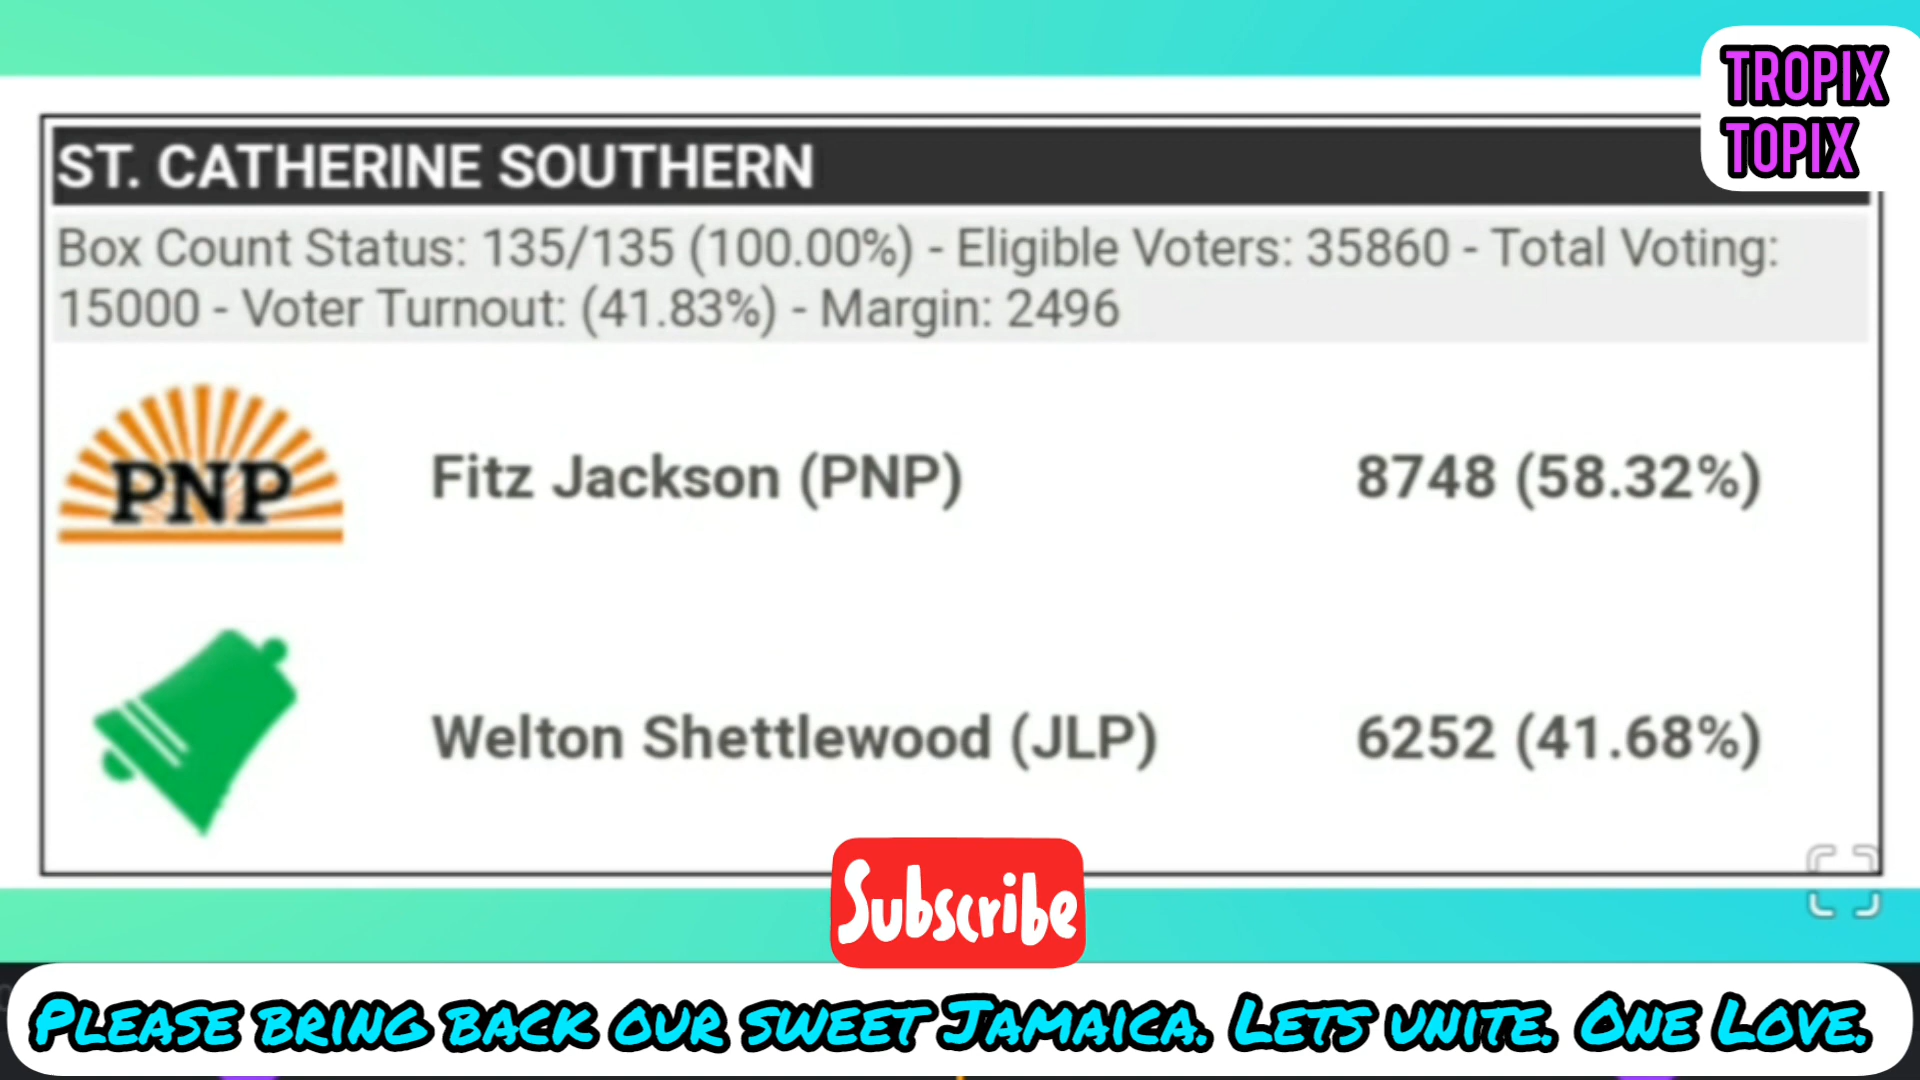 TROPIX
TOPIX
ST. CATHERINE SOUTHERN
Box Count Status: 135/135 (100.00%) - Eligible Voters: 35860 - Total Voting:
15000 - Voter Turnout: (41.83%) - Margin: 2496
PNP
Fitz Jackson (PNP) 8748 (58.32%)
Welton Shettlewood (JLP) 6252 (41.68%)
Subscribe
Please bring back our sweet Jamaica. Lets unite. One Love.